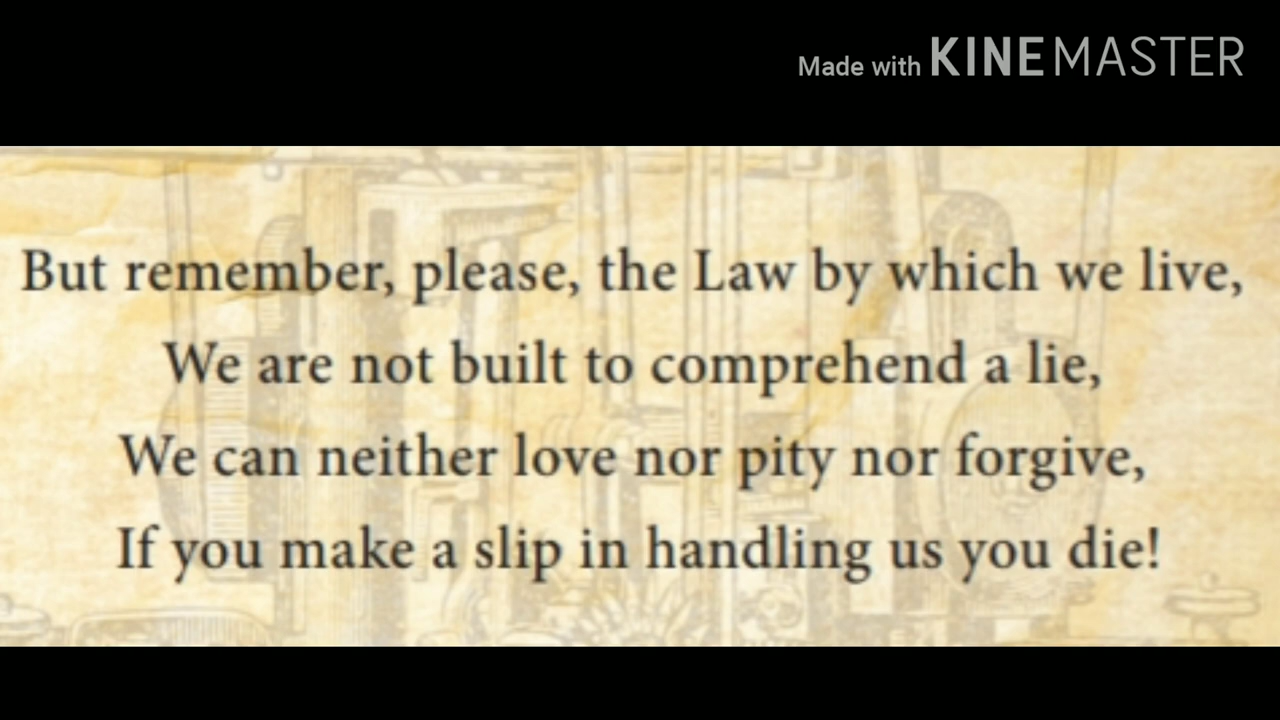 Made with KINEMASTER
But remember, please, the Law by which we live,
We are not built to comprehend a lie,
We can neither love nor pity nor forgive,
If you make a slip in handling us you die!